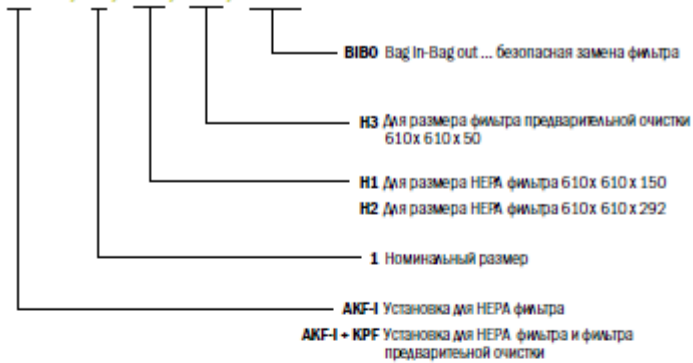 BIBO Bag In-Bag out ... безопасная замена фильтра
H3 Для размера фильтра предварительной очистки
610 x 610 x 50
H1 Для размера HEPA фильтра 610 x 610 x 150
H2 Для размера HEPA фильтра 610 x 610 x 292
1 Номинальный размер
AKF-I Установка для HEPA фильтра
AKF-I + KPF Установка для HEPA фильтра и фильтра
предварительной очистки